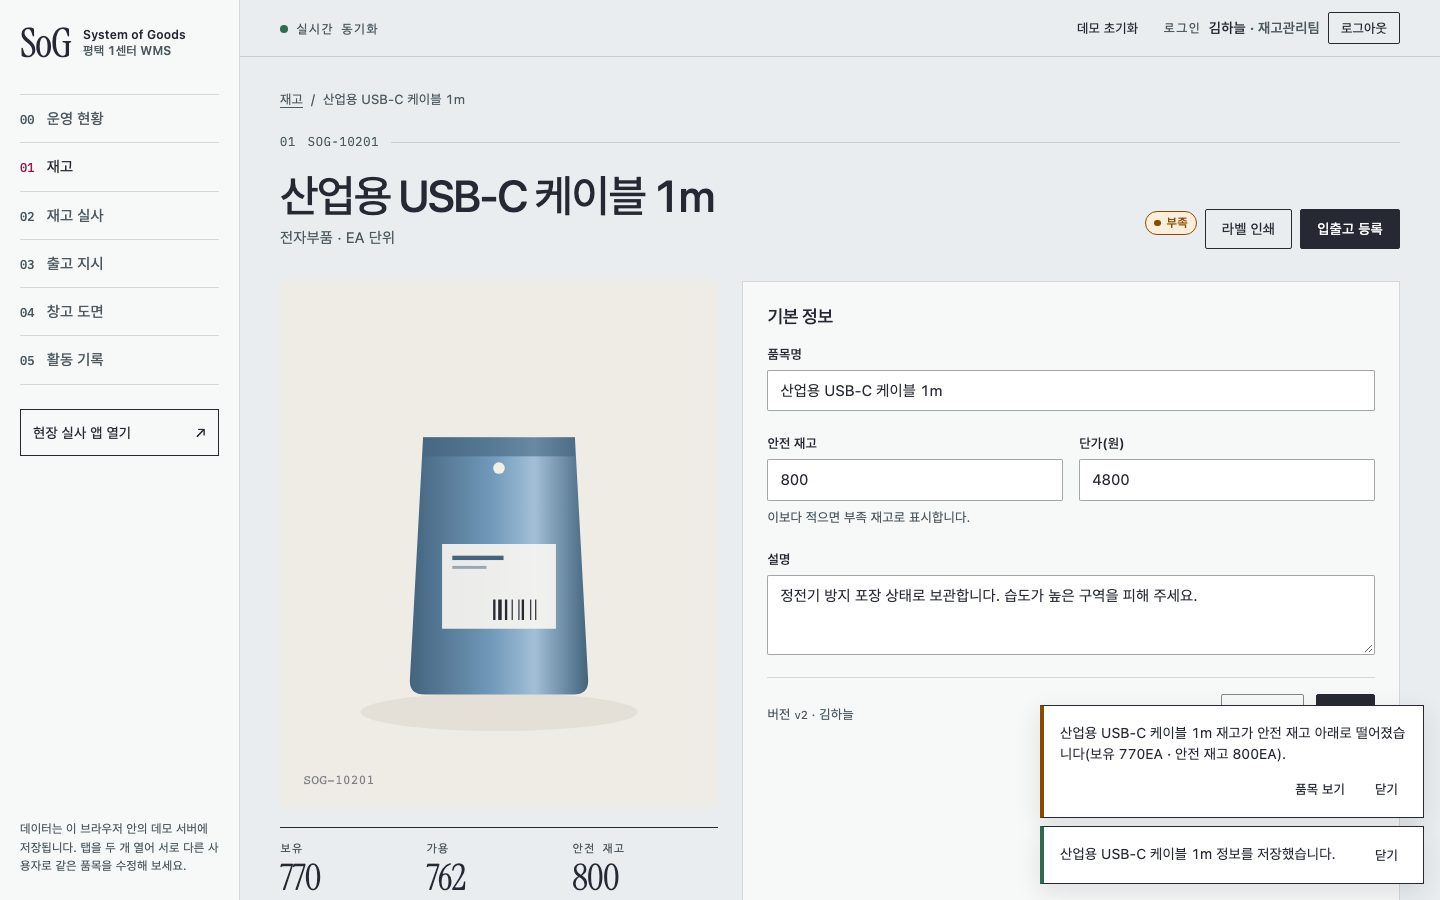 SoG
System of Goods
평택 1센터 WMS
00 운영 현황
01 재고
02 재고 실사
03 출고 지시
04 창고 도면
05 활동 기록
현장 실사 앱 열기
데이터는 이 브라우저 안의 데모 서버에
저장됩니다. 탭을 두 개 열어 서로 다른 사
용자로 같은 품목을 수정해 보세요.
실시간 동기화
데모 초기화
로그인 김하늘 · 재고관리팀
로그아웃
재고 / 산업용 USB-C 케이블 1m
01 SOG-10201
산업용 USB-C 케이블 1m
전자부품 · EA 단위
부족
라벨 인쇄
입출고 등록
SOG-10201
보유
770
가용
762
안전 재고
800
기본 정보
품목명
산업용 USB-C 케이블 1m
안전 재고
800
이보다 적으면 부족 재고로 표시합니다.
단가(원)
4800
설명
정전기 방지 포장 상태로 보관합니다. 습도가 높은 구역을 피해 주세요.
버전 v2 · 김하늘
산업용 USB-C 케이블 1m 재고가 안전 재고 아래로 떨어졌습
니다(보유 770EA · 안전 재고 800EA).
품목 보기
닫기
산업용 USB-C 케이블 1m 정보를 저장했습니다.
닫기